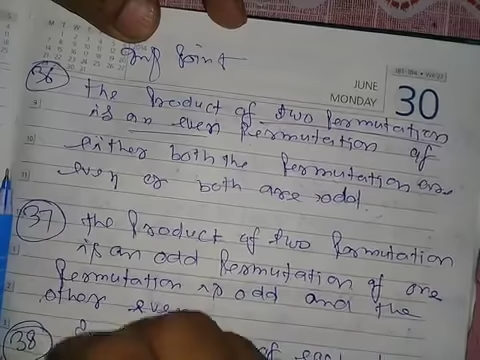 Imp Point
JUNE
MONDAY 30
36 The Product of two Permutation
is an even Permutation if
either both the Permutation are
even or both are odd
37 The Product of two Permutation
is an odd Permutation if one
Permutation is odd and the
other even
38